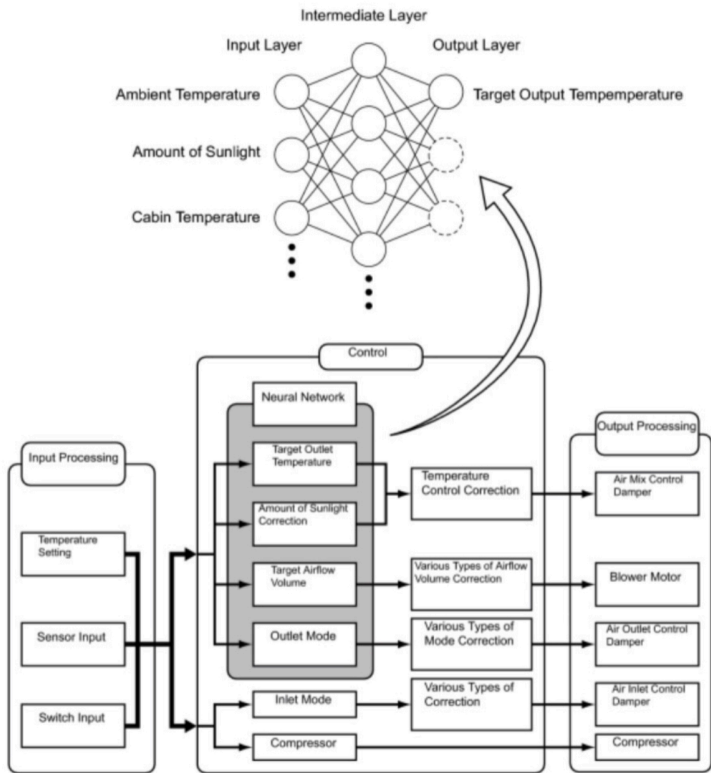 Intermediate Layer
Input Layer
Output Layer
Ambient Temperature
Target Output Tempemperature
Amount of Sunlight
Cabin Temperature
Control
Neural Network
Input Processing
Output Processing
Target Outlet
Temperature
Temperature
Control Correction
Air Mix Control
Damper
Amount of Sunlight
Correction
Temperature
Setting
Target Airflow
Volume
Various Types of Airflow
Volume Correction
Blower Motor
Sensor Input
Outlet Mode
Various Types of
Mode Correction
Air Outlet Control
Damper
Switch Input
Inlet Mode
Various Types of
Correction
Air Inlet Control
Damper
Compressor
Compressor